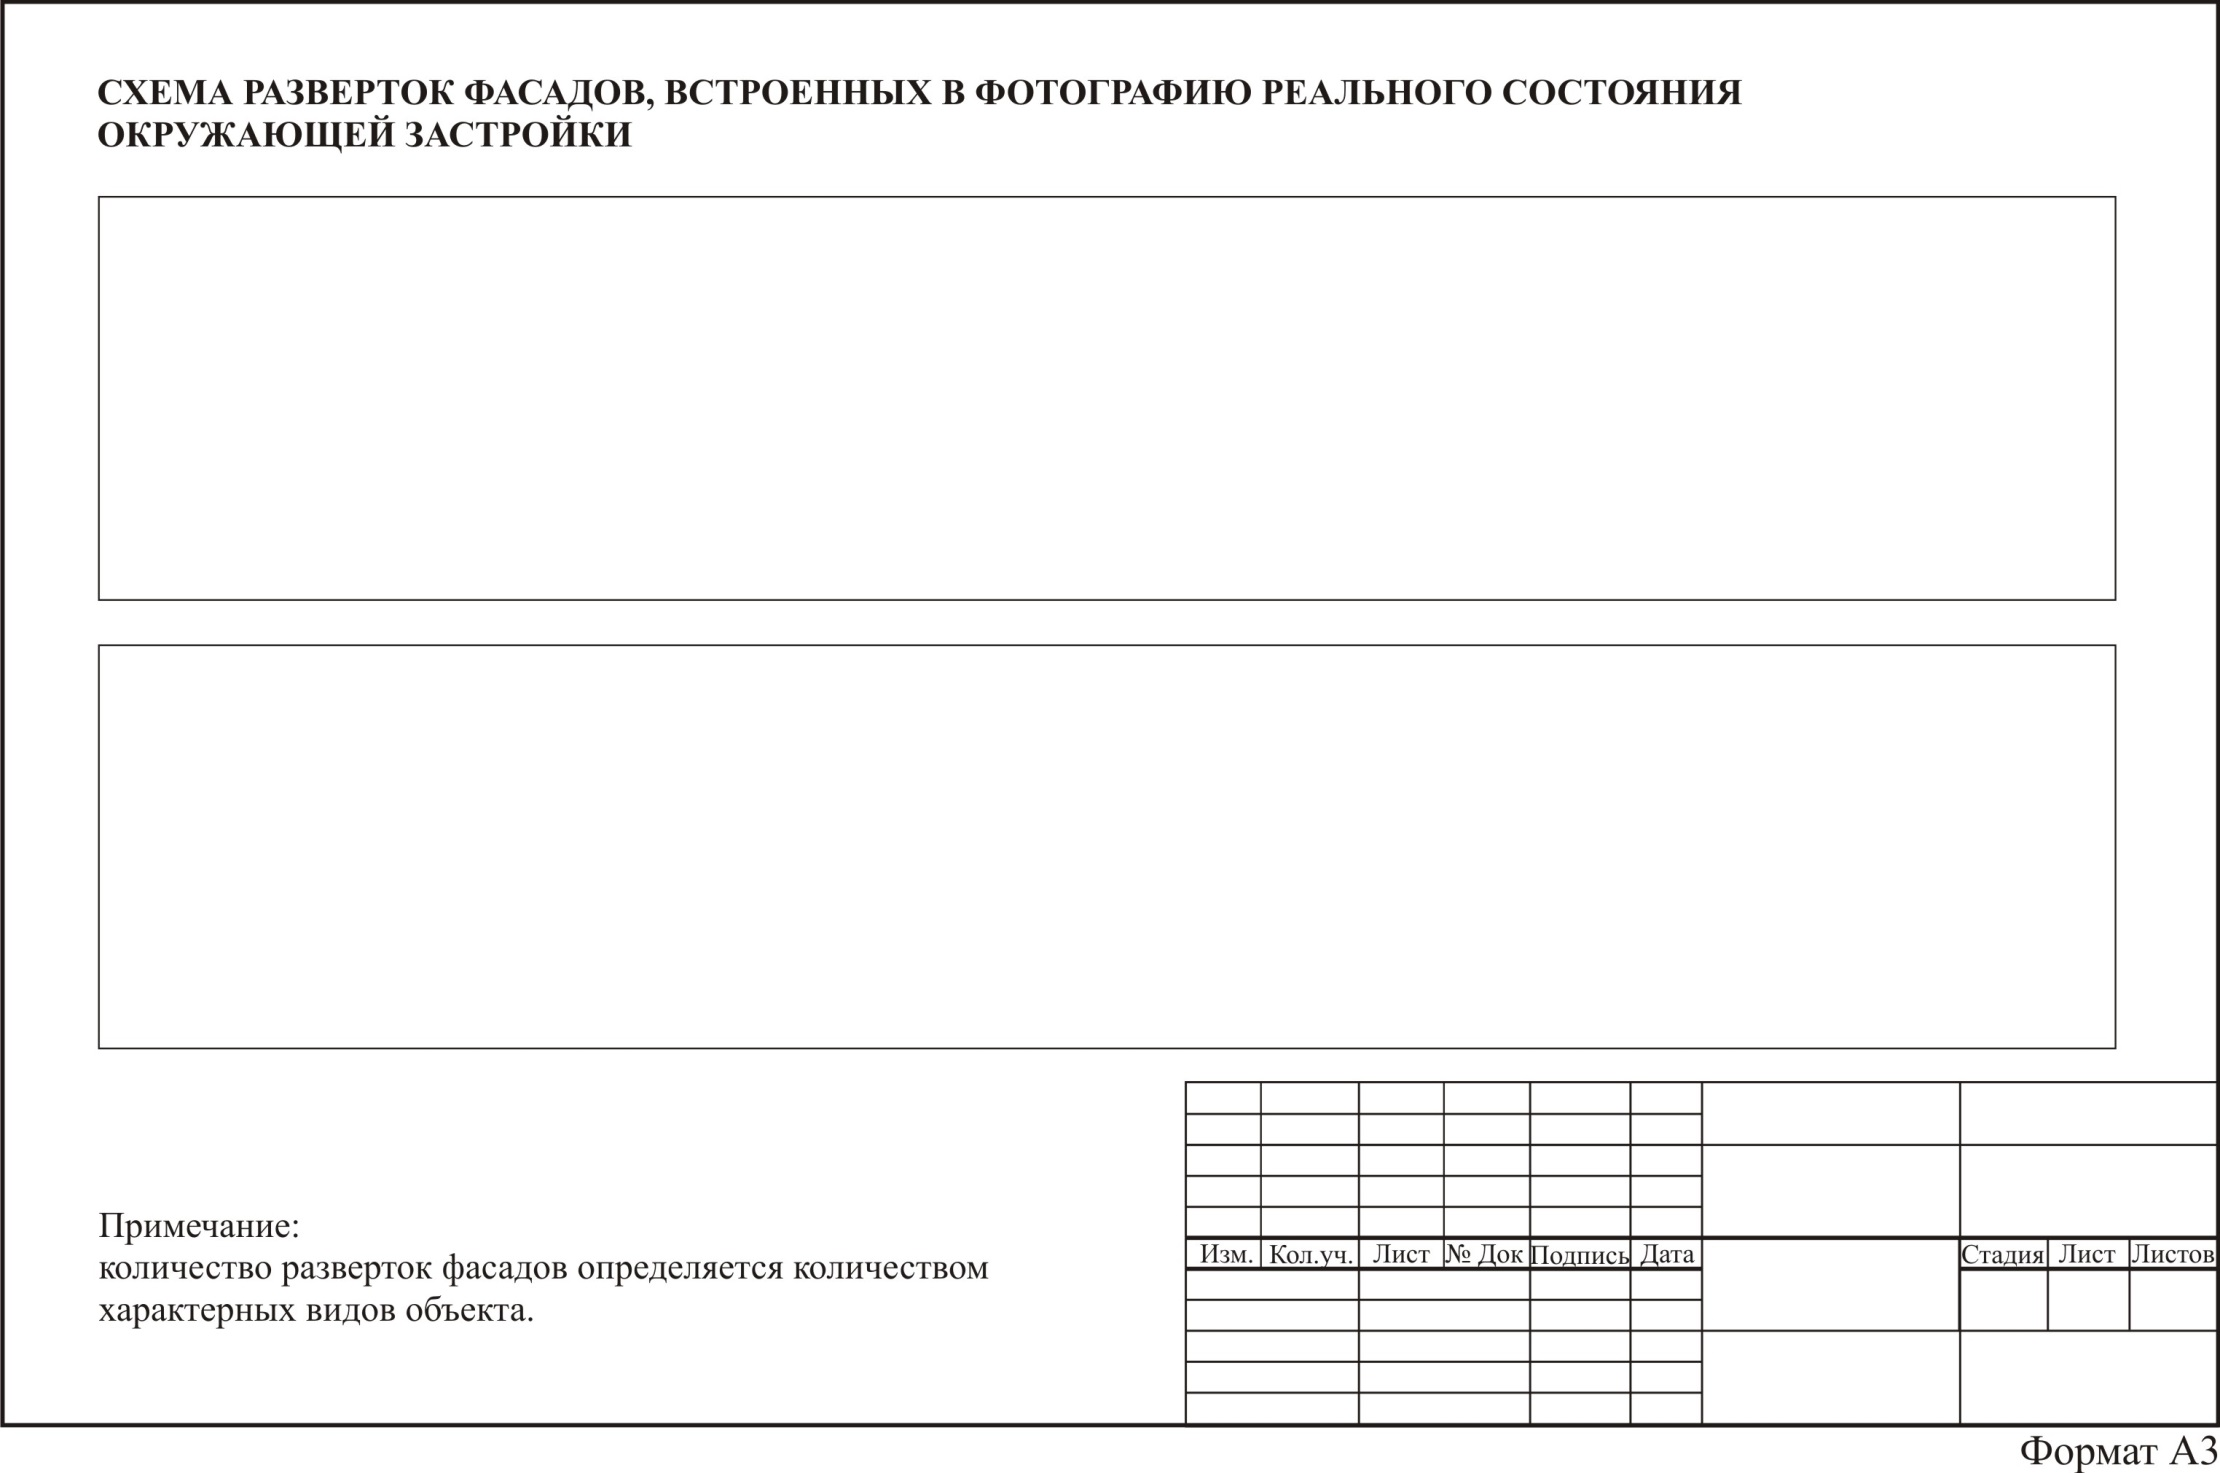 СХЕМА РАЗВЕРТОК ФАСАДОВ, ВСТРОЕННЫХ В ФОТОГРАФИЮ РЕАЛЬНОГО СОСТОЯНИЯ
ОКРУЖАЮЩЕЙ ЗАСТРОЙКИ
Примечание:
количество разверток фасадов определяется количеством
характерных видов объекта.
Изм. Кол.уч. Лист № Док Подпись Дата Стадия Лист Листов
Формат А3